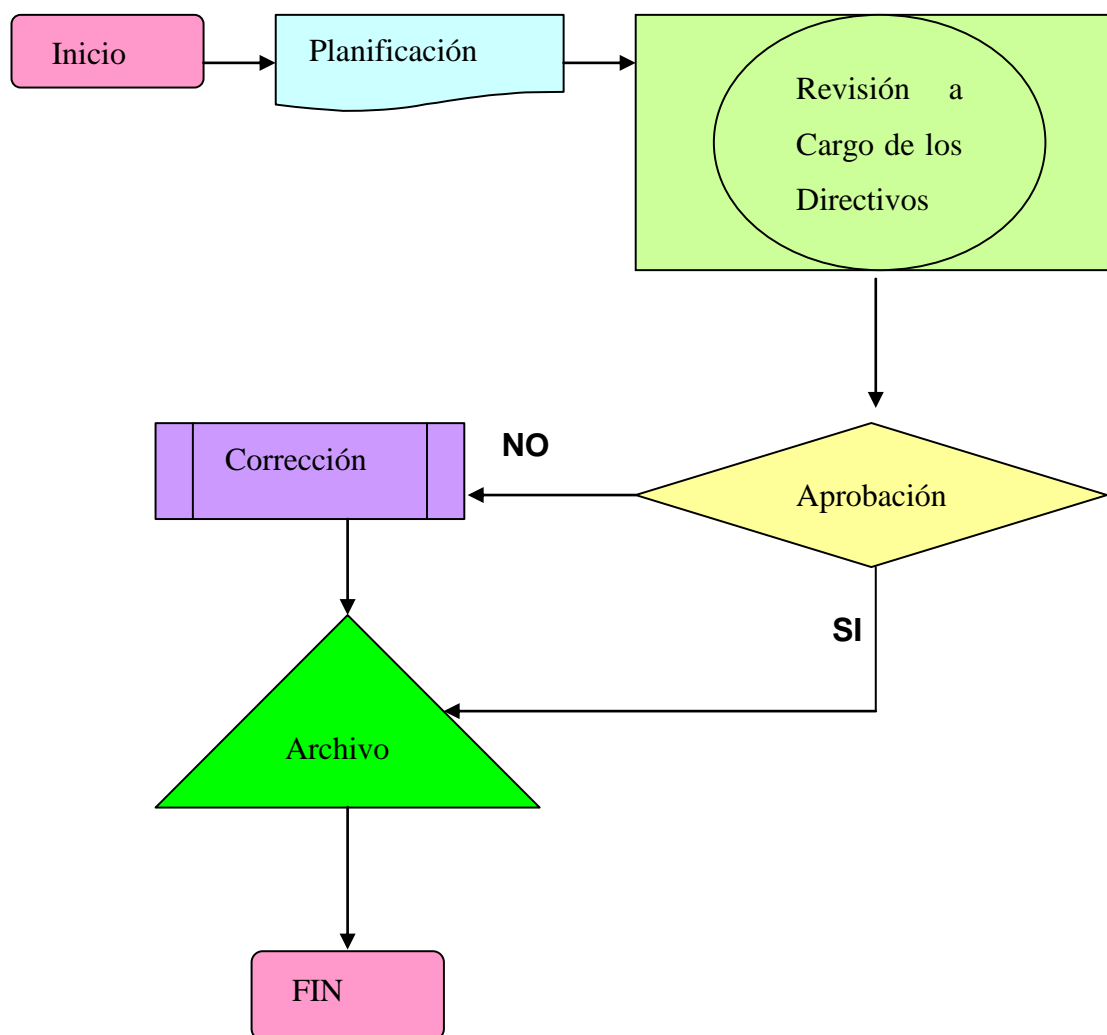 Inicio
Planificación
Revisión a
Cargo de los
Directivos
NO
Corrección
Aprobación
SI
Archivo
FIN